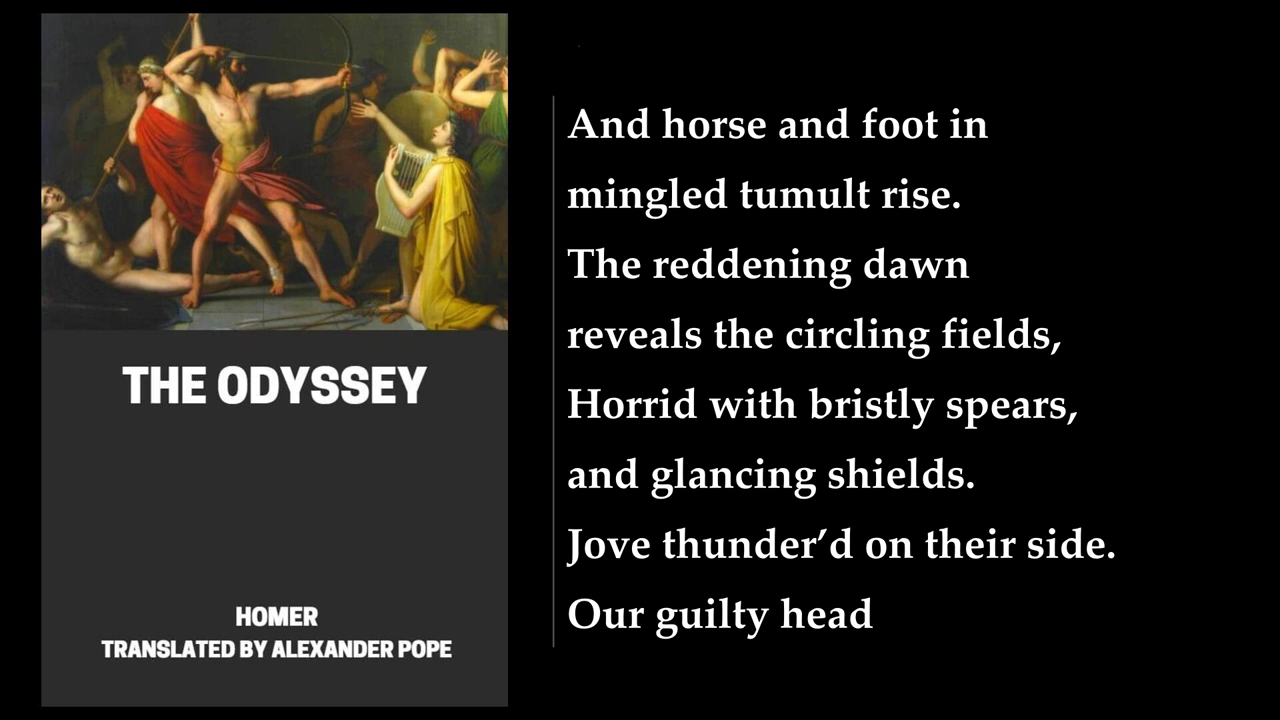 THE ODYSSEY
HOMER
TRANSLATED BY ALEXANDER POPE
And horse and foot in
mingled tumult rise.
The reddening dawn
reveals the circling fields,
Horrid with bristly spears,
and glancing shields.
Jove thunder’d on their side.
Our guilty head